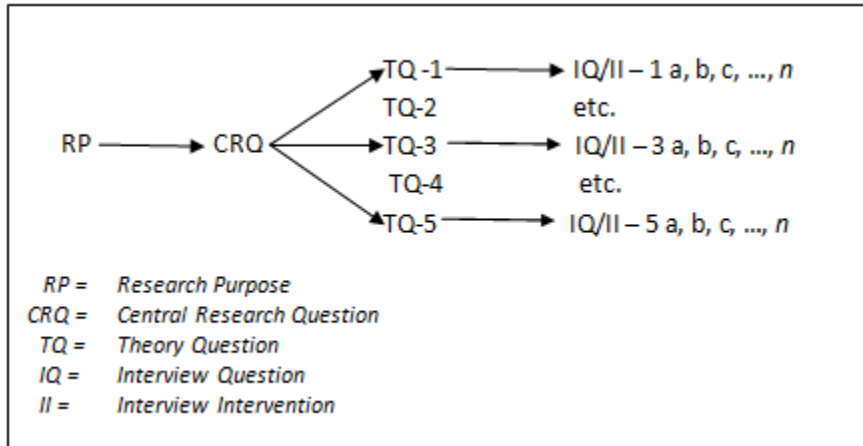 TQ -1 IQ/II – 1 a, b, c, ..., n
TQ-2 etc.
RP CRQ TQ-3 IQ/II – 3 a, b, c, ..., n
TQ-4 etc.
TQ-5 IQ/II – 5 a, b, c, ..., n
RP = Research Purpose
CRQ = Central Research Question
TQ = Theory Question
IQ = Interview Question
II = Interview Intervention